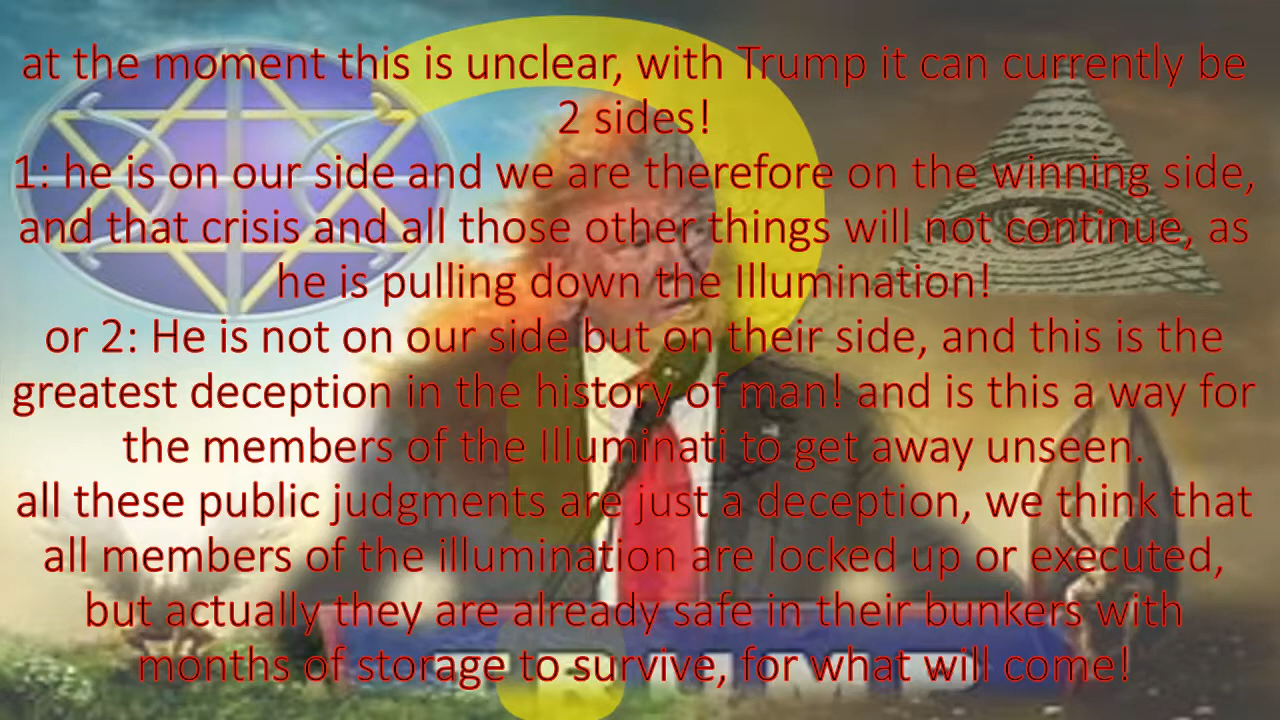 at the moment this is unclear, with Trump it can currently be
2 sides!
1: he is on our side and we are therefore on the winning side,
and that crisis and all those other things will not continue, as
he is pulling down the Illumination!
or 2: He is not on our side but on their side, and this is the
greatest deception in the history of man! and is this a way for
the members of the Illuminati to get away unseen.
all these public judgments are just a deception, we think that
all members of the illumination are locked up or executed,
but actually they are already safe in their bunkers with
months of storage to survive, for what will come!
TRUMP